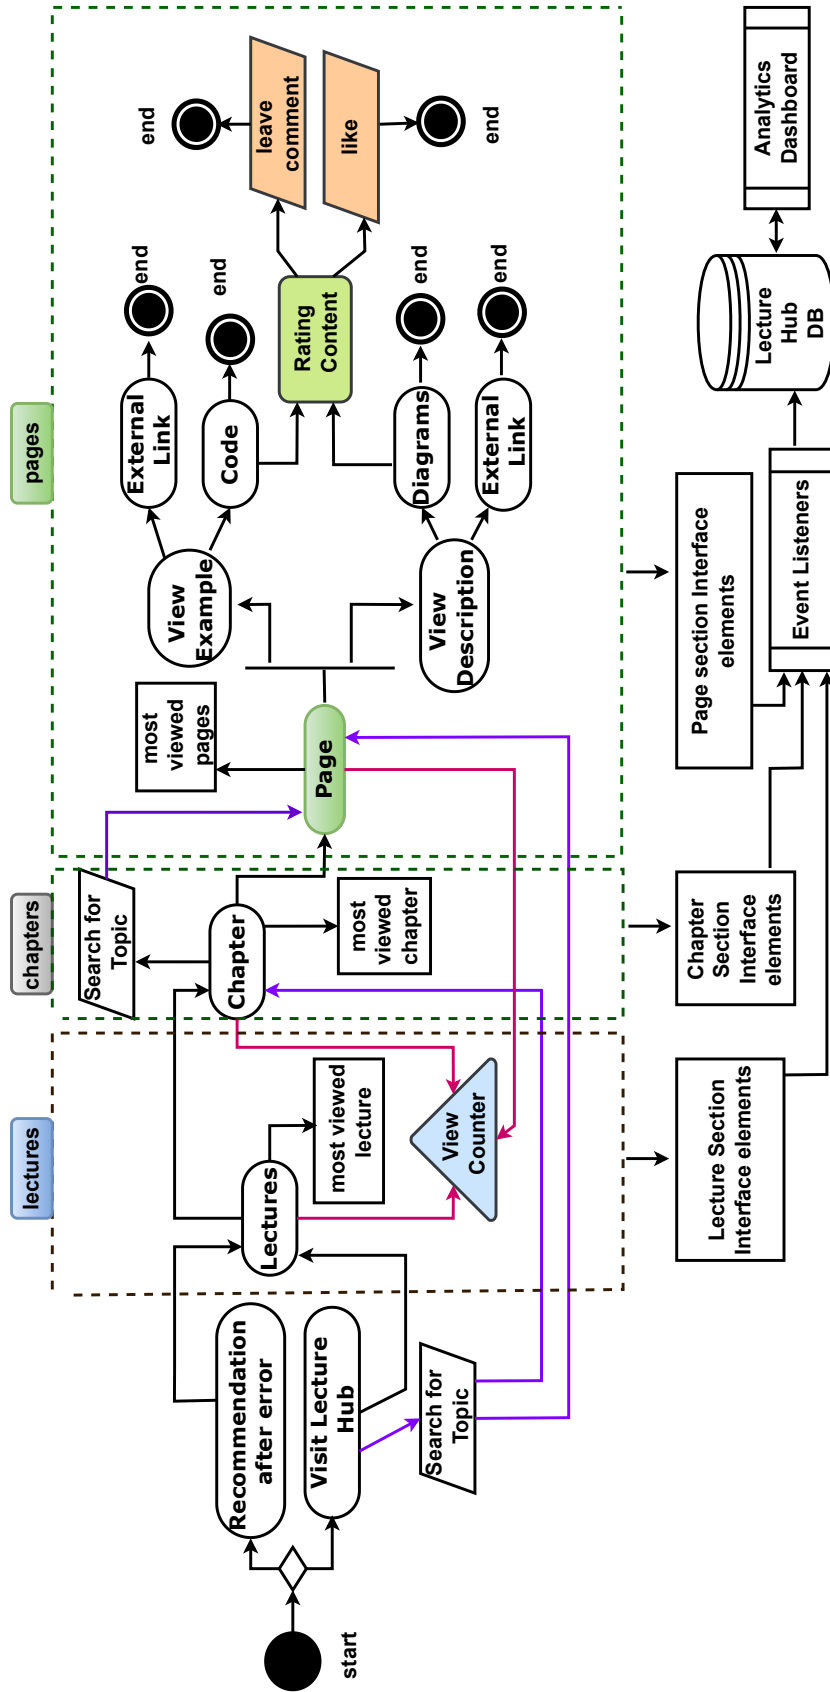 start
Recommendation
after error
Visit Lecture
Hub
Search for
Topic
lectures
Lectures
most viewed
lecture
View
Counter
chapters
Search for
Topic
Chapter
most
viewed
chapter
pages
most
viewed
pages
Page
View
Example
View
Description
External
Link
Code
Diagrams
External
Link
end
end
end
end
Rating
Content
leave
comment
like
end
end
Lecture Section
Interface elements
Chapter
Section
Interface
elements
Page section Interface
elements
Event Listeners
Lecture
Hub
DB
Analytics
Dashboard